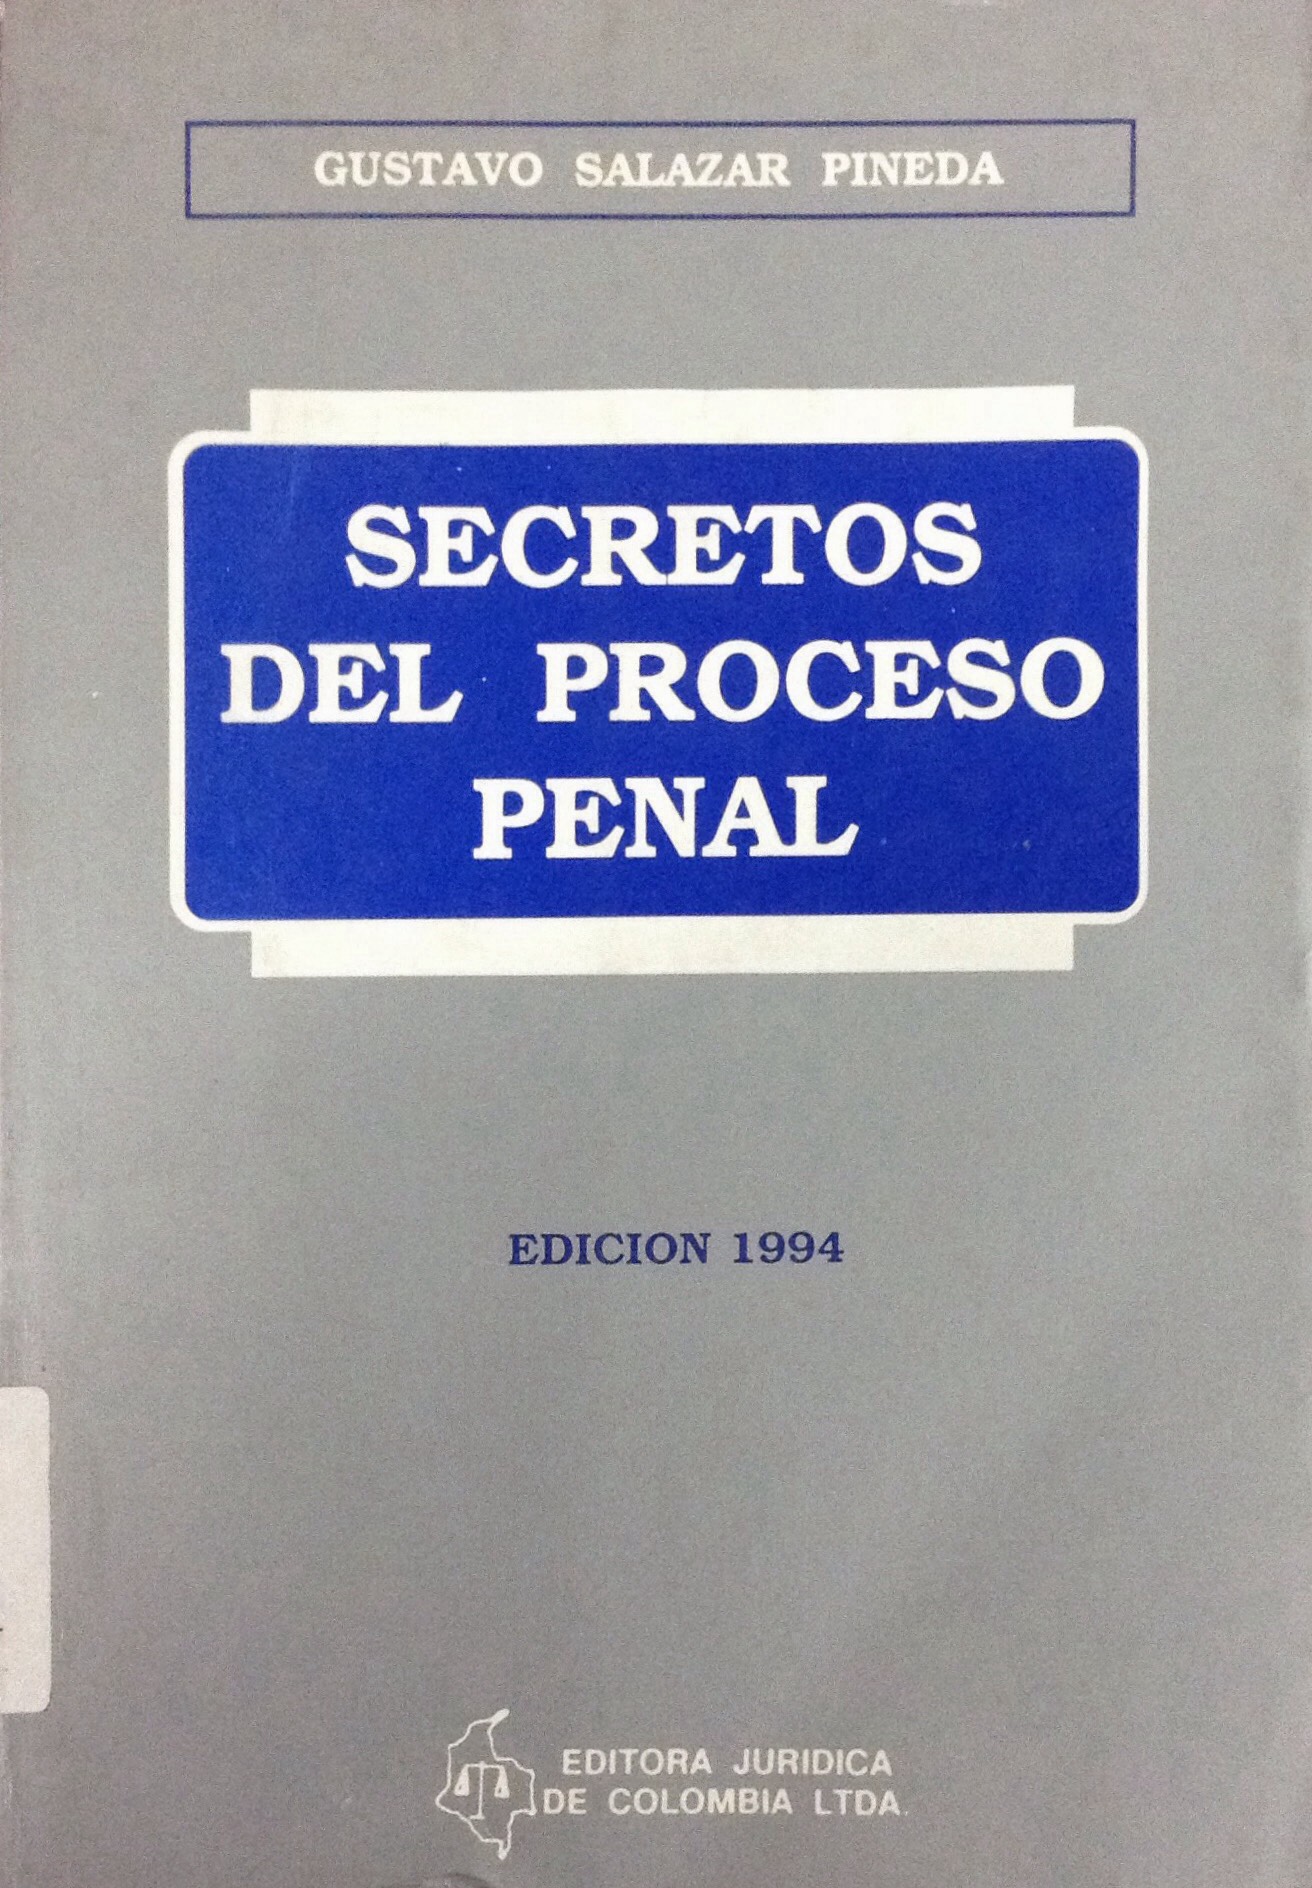 GUSTAVO SALAZAR PINEDA
SECRETOS
DEL PROCESO
PENAL
EDICION 1994
EDITORA JURIDICA
DE COLOMBIA LTDA.